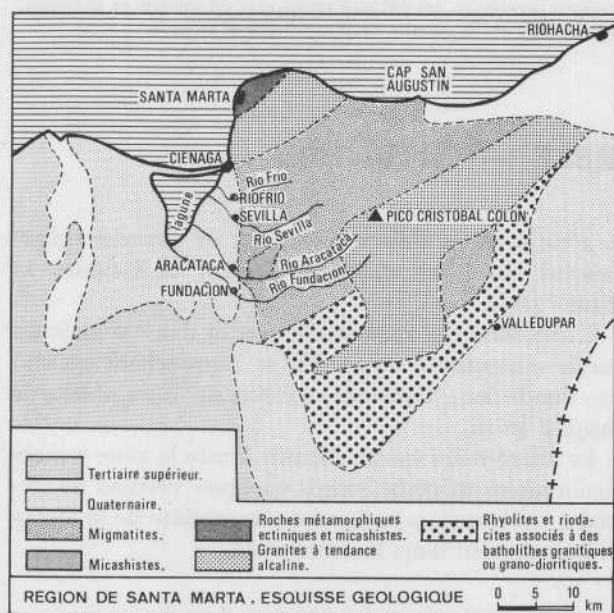 RIOHACHA
CAP SAN
AUGUSTIN
SANTA MARTA
CIENAGA
Rio Frio
RIOFRIO
lagune
SEVILLA
PICO CRISTOBAL COLON
Rio Sevilla
Rio Aracataca
ARACATACA
Rio Fundacion
FUNDACION
VALLEDUPAR
Tertiaire supérieur.
Quaternaire.
Migmatites.
Micashistes.
Roches métamorphiques
ectiniques et micashistes.
Granites à tendance
alcaline.
Rhyolites et rioda-
cites associés à des
batholithes granitiques
ou grano-dioritiques.
REGION DE SANTA MARTA . ESQUISSE GEOLOGIQUE
0 5 10
km